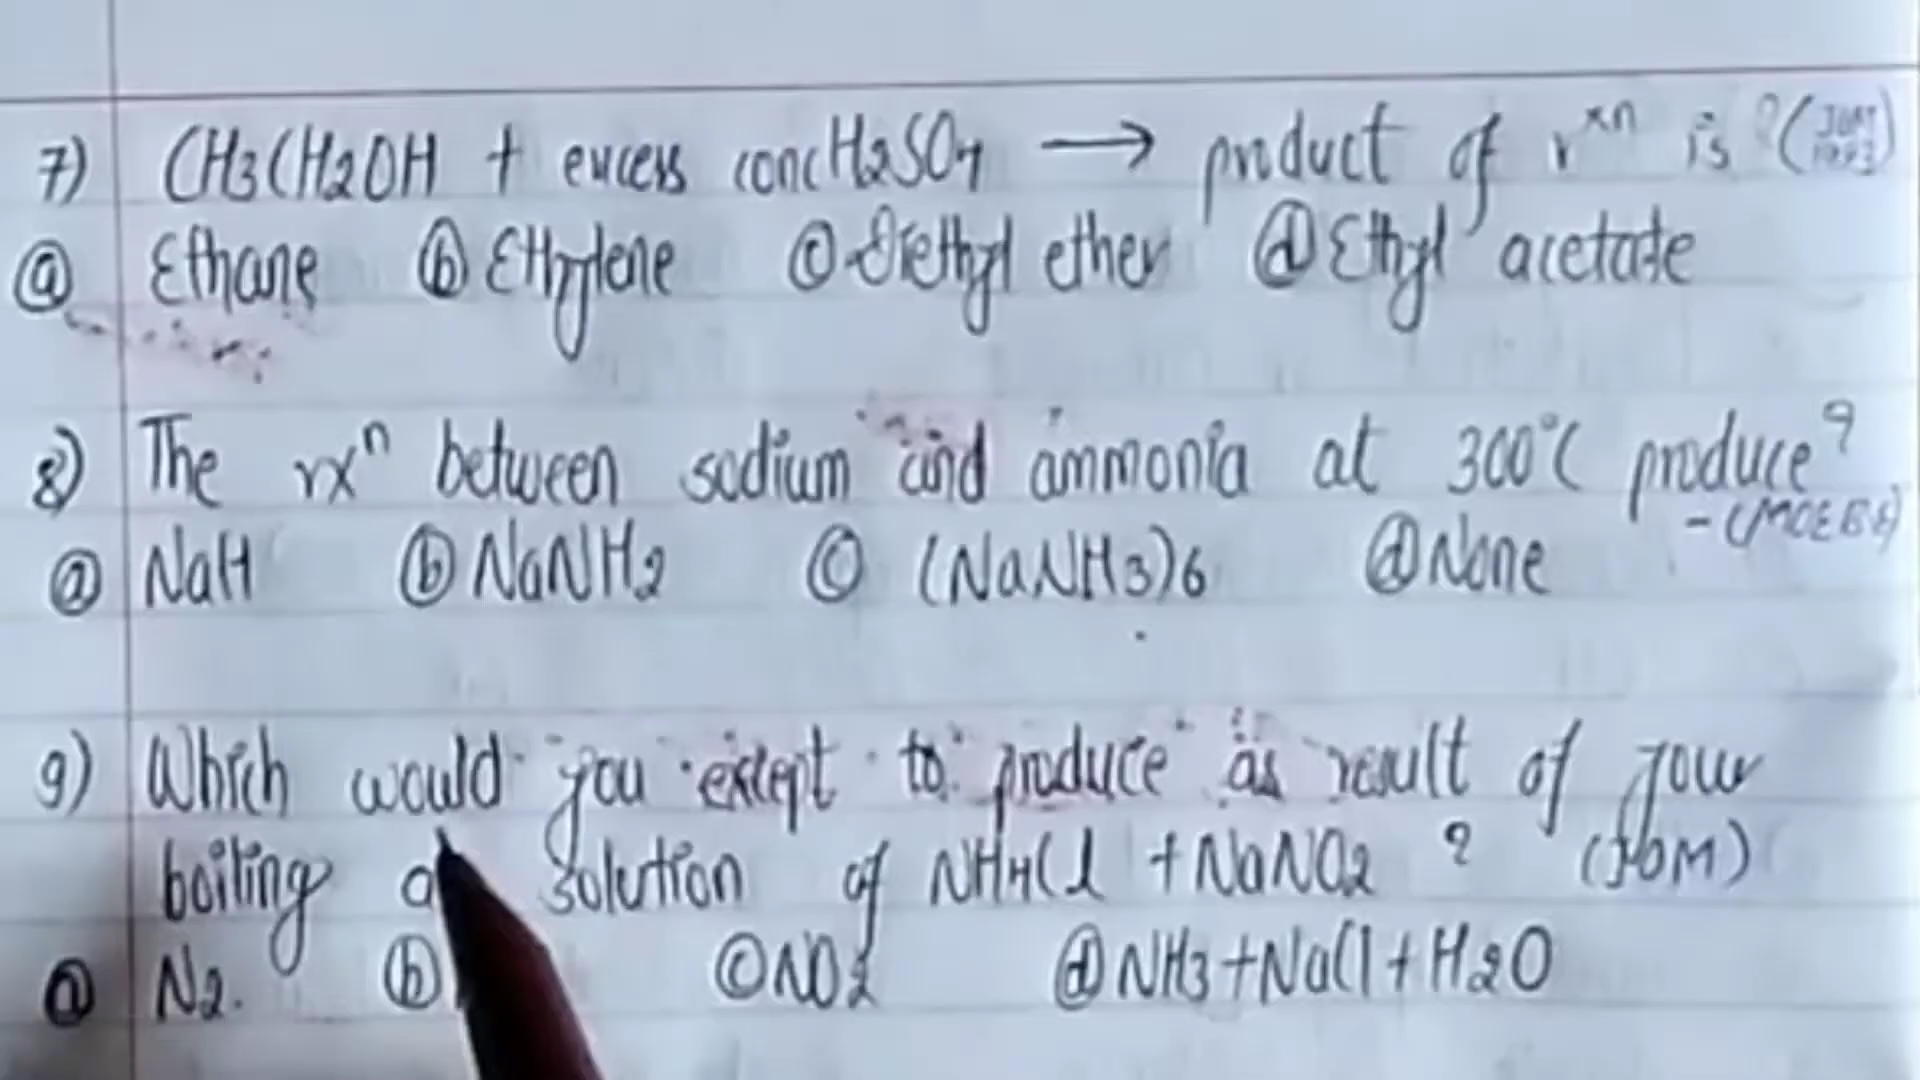 7) CH3CH2OH + excess conc H2SO4 → product of rxn is ?
ⓐ Ethane ⓑ Ethylene ⓒ Diethyl ether ⓓ Ethyl acetate
8) The rxn between sodium and ammonia at 300°C produce?
ⓐ NaH ⓑ NaNH2 ⓒ (NaNH3)6 ⓓ None
9) Which would you except to produce as result of your
boiling a solution of NH4Cl + NaNO2 ? (IOM)
ⓐ N2. ⓑ ⓒ NO2 ⓓ NH3+NaCl+H2O